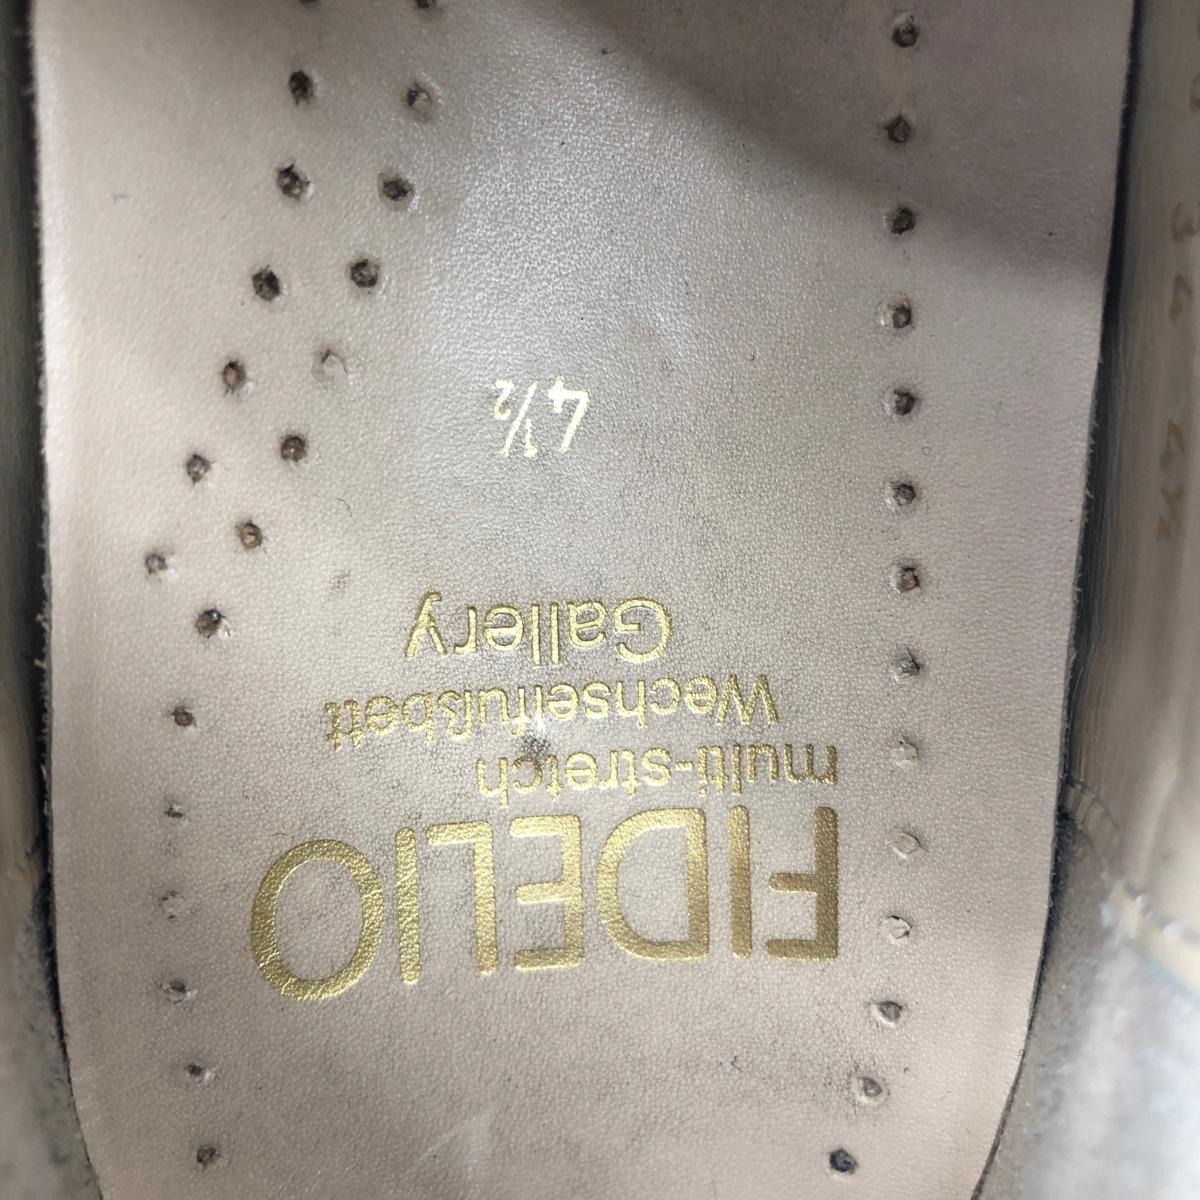 FIDELIO
multi-stretch
Wechselfußbett
Gallery
4½